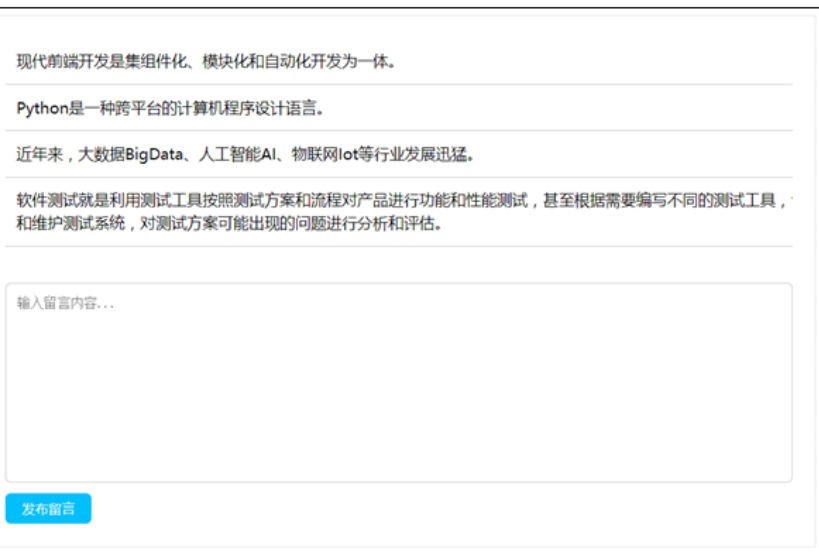 现代前端开发是集组件化、模块化和自动化开发为一体。
Python是一种跨平台的计算机程序设计语言。
近年来，大数据BigData、人工智能AI、物联网Iot等行业发展迅猛。
软件测试就是利用测试工具按照测试方案和流程对产品进行功能和性能测试，甚至根据需要编写不同的测试工具，
和维护测试系统，对测试方案可能出现的问题进行分析和评估。
输入留言内容...
发布留言